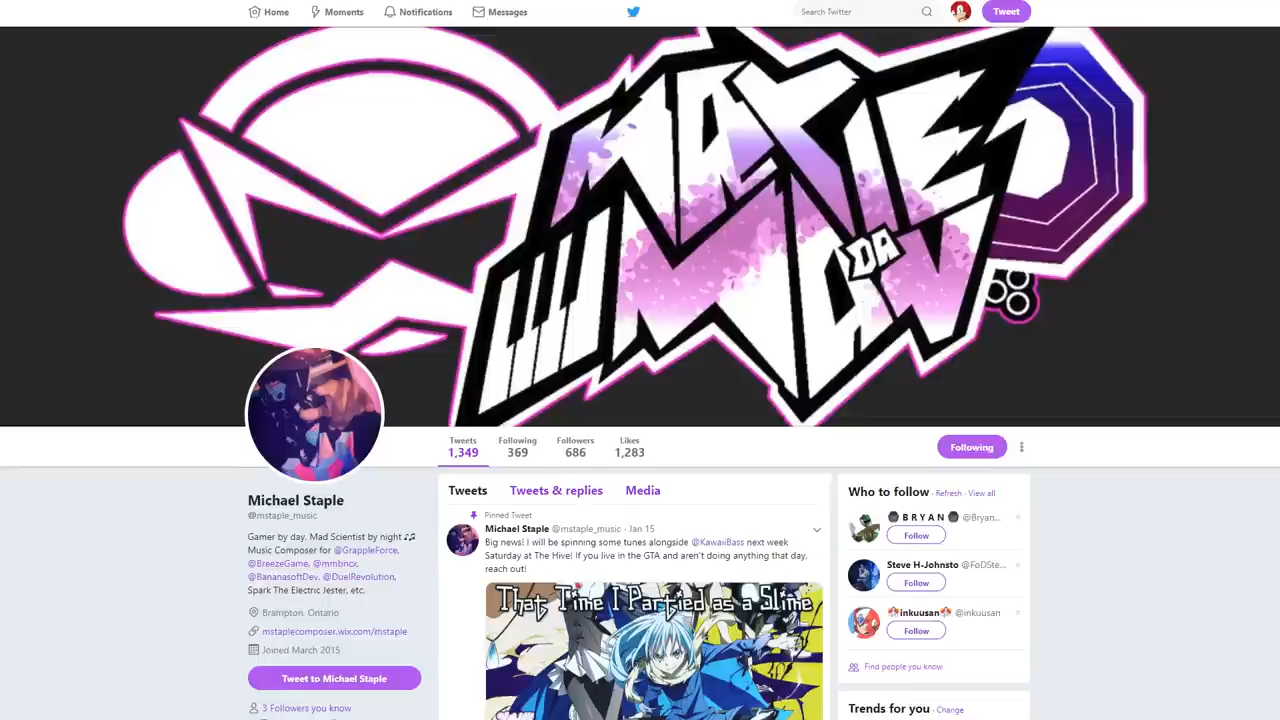 Home
Moments
Notifications
Messages
Search Twitter
Tweet
MAXIE
DA
Tweets
1,349
Following
369
Followers
686
Likes
1,283
Following
Michael Staple
@mstaple_music
Gamer by day. Mad Scientist by night 🎶
Music Composer for @GrappleForce,
@BreezeGame, @mmbncx,
@BananasoftDev, @DuelRevolution,
Spark The Electric Jester, etc.
Brampton, Ontario
mstaplecomposer.wix.com/mstaple
Joined March 2015
Tweet to Michael Staple
3 Followers you know
Tweets
Tweets & replies
Media
Pinned Tweet
Michael Staple @mstaple_music · Jan 15
Big news! I will be spinning some tunes alongside @KawaiiBass next week
Saturday at The Hive! If you live in the GTA and aren't doing anything that day,
reach out!
That Time I Partied as a Slime
Who to follow · Refresh · View all
B R Y A N @Bryan...
Follow
Steve H-Johnsto @FoDSte...
Follow
inkuusan @inkuusan
Follow
Find people you know
Trends for you · Change